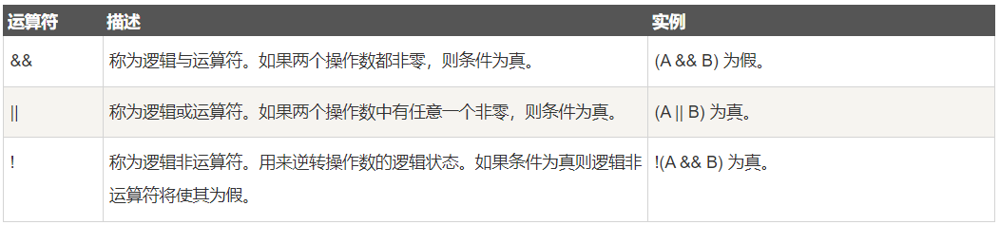 运算符 描述 实例
&& 称为逻辑与运算符。如果两个操作数都非零，则条件为真。 (A && B) 为假。
|| 称为逻辑或运算符。如果两个操作数中有任意一个非零，则条件为真。 (A || B) 为真。
! 称为逻辑非运算符。用来逆转操作数的逻辑状态。如果条件为真则逻辑非 !(A && B) 为真。
运算符将使其为假。